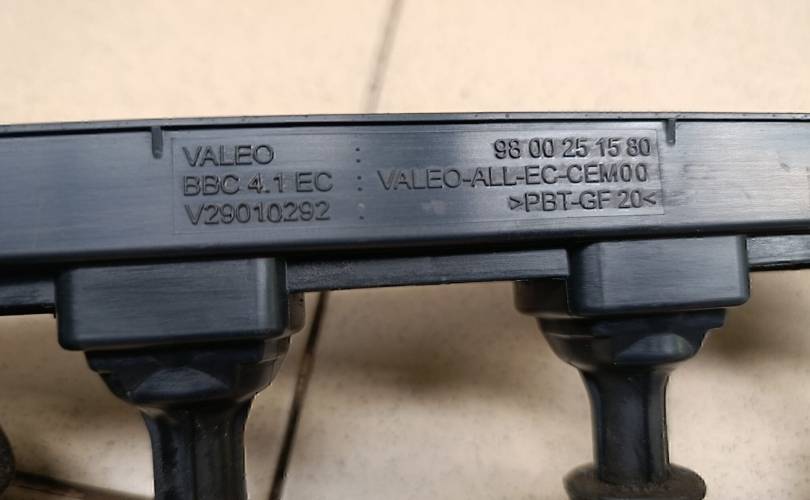 VALEO : 98 00 25 15 80
BBC 4.1 EC : VALEO-ALL-EC-CEM00
V29010292 : >PBT-GF 20<